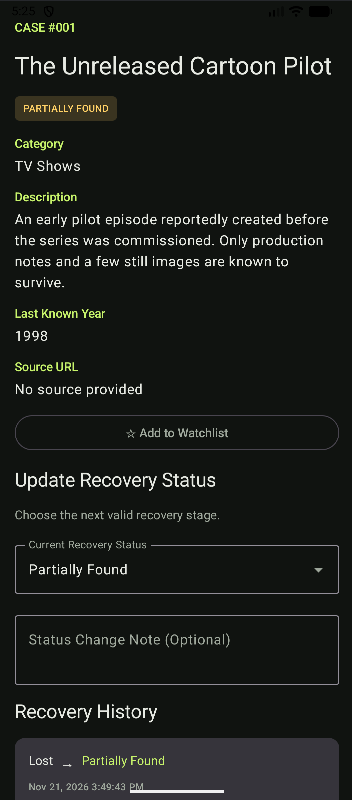 5:25
CASE #001
The Unreleased Cartoon Pilot
PARTIALLY FOUND
Category
TV Shows
Description
An early pilot episode reportedly created before
the series was commissioned. Only production
notes and a few still images are known to
survive.
Last Known Year
1998
Source URL
No source provided
☆ Add to Watchlist
Update Recovery Status
Choose the next valid recovery stage.
Current Recovery Status
Partially Found
Status Change Note (Optional)
Recovery History
Lost → Partially Found
Nov 21, 2026 3:49:43 PM